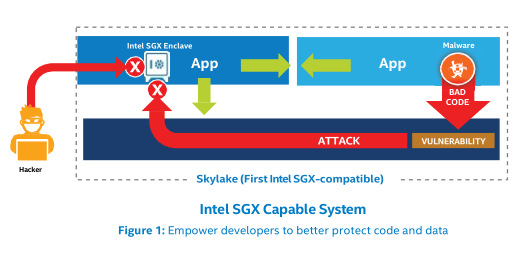 Intel SGX Enclave
Malware
X
App
App
BAD
CODE
X
ATTACK
VULNERABILITY
Hacker
Skylake (First Intel SGX-compatible)
Intel SGX Capable System
Figure 1: Empower developers to better protect code and data